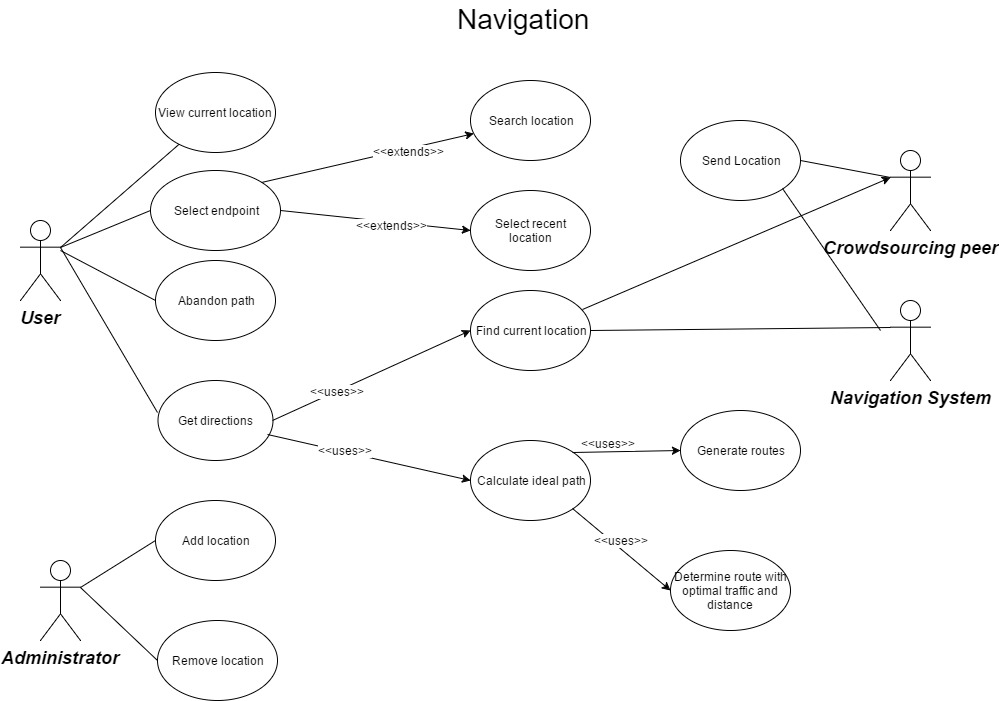 Navigation
View current location
Search location
<<extends>>
Send Location
Select endpoint
<<extends>>
Select recent
location
Crowdsourcing peer
Abandon path
User
Find current location
<<uses>>
Navigation System
Get directions
<<uses>>
<<uses>>
Generate routes
Calculate ideal path
Add location
<<uses>>
Determine route with
optimal traffic and
distance
Administrator
Remove location